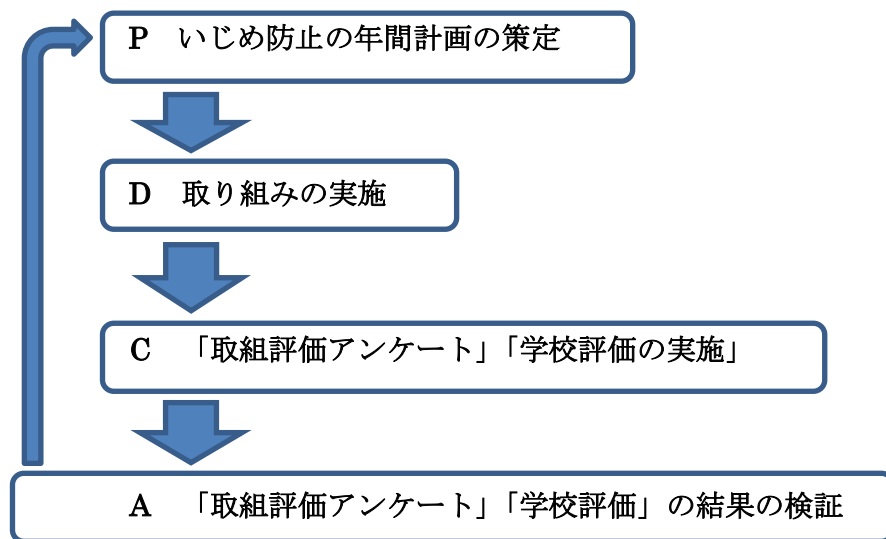 P　いじめ防止の年間計画の策定
D　取り組みの実施
C　「取組評価アンケート」「学校評価の実施」
A　「取組評価アンケート」「学校評価」の結果の検証